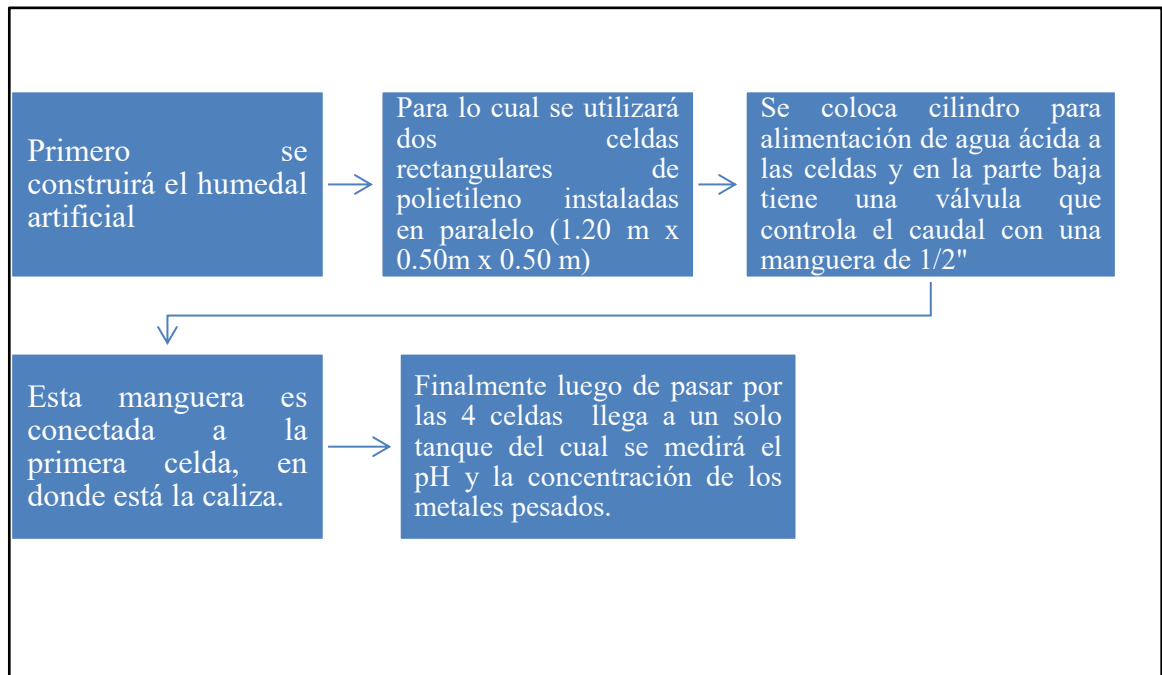 Primero se
construirá el humedal
artificial
Para lo cual se utilizará
dos celdas
rectangulares de
polietileno instaladas
en paralelo (1.20 m x
0.50m x 0.50 m)
Se coloca cilindro para
alimentación de agua ácida a
las celdas y en la parte baja
tiene una válvula que
controla el caudal con una
manguera de 1/2"
Esta manguera es
conectada a la
primera celda, en
donde está la caliza.
Finalmente luego de pasar por
las 4 celdas llega a un solo
tanque del cual se medirá el
pH y la concentración de los
metales pesados.